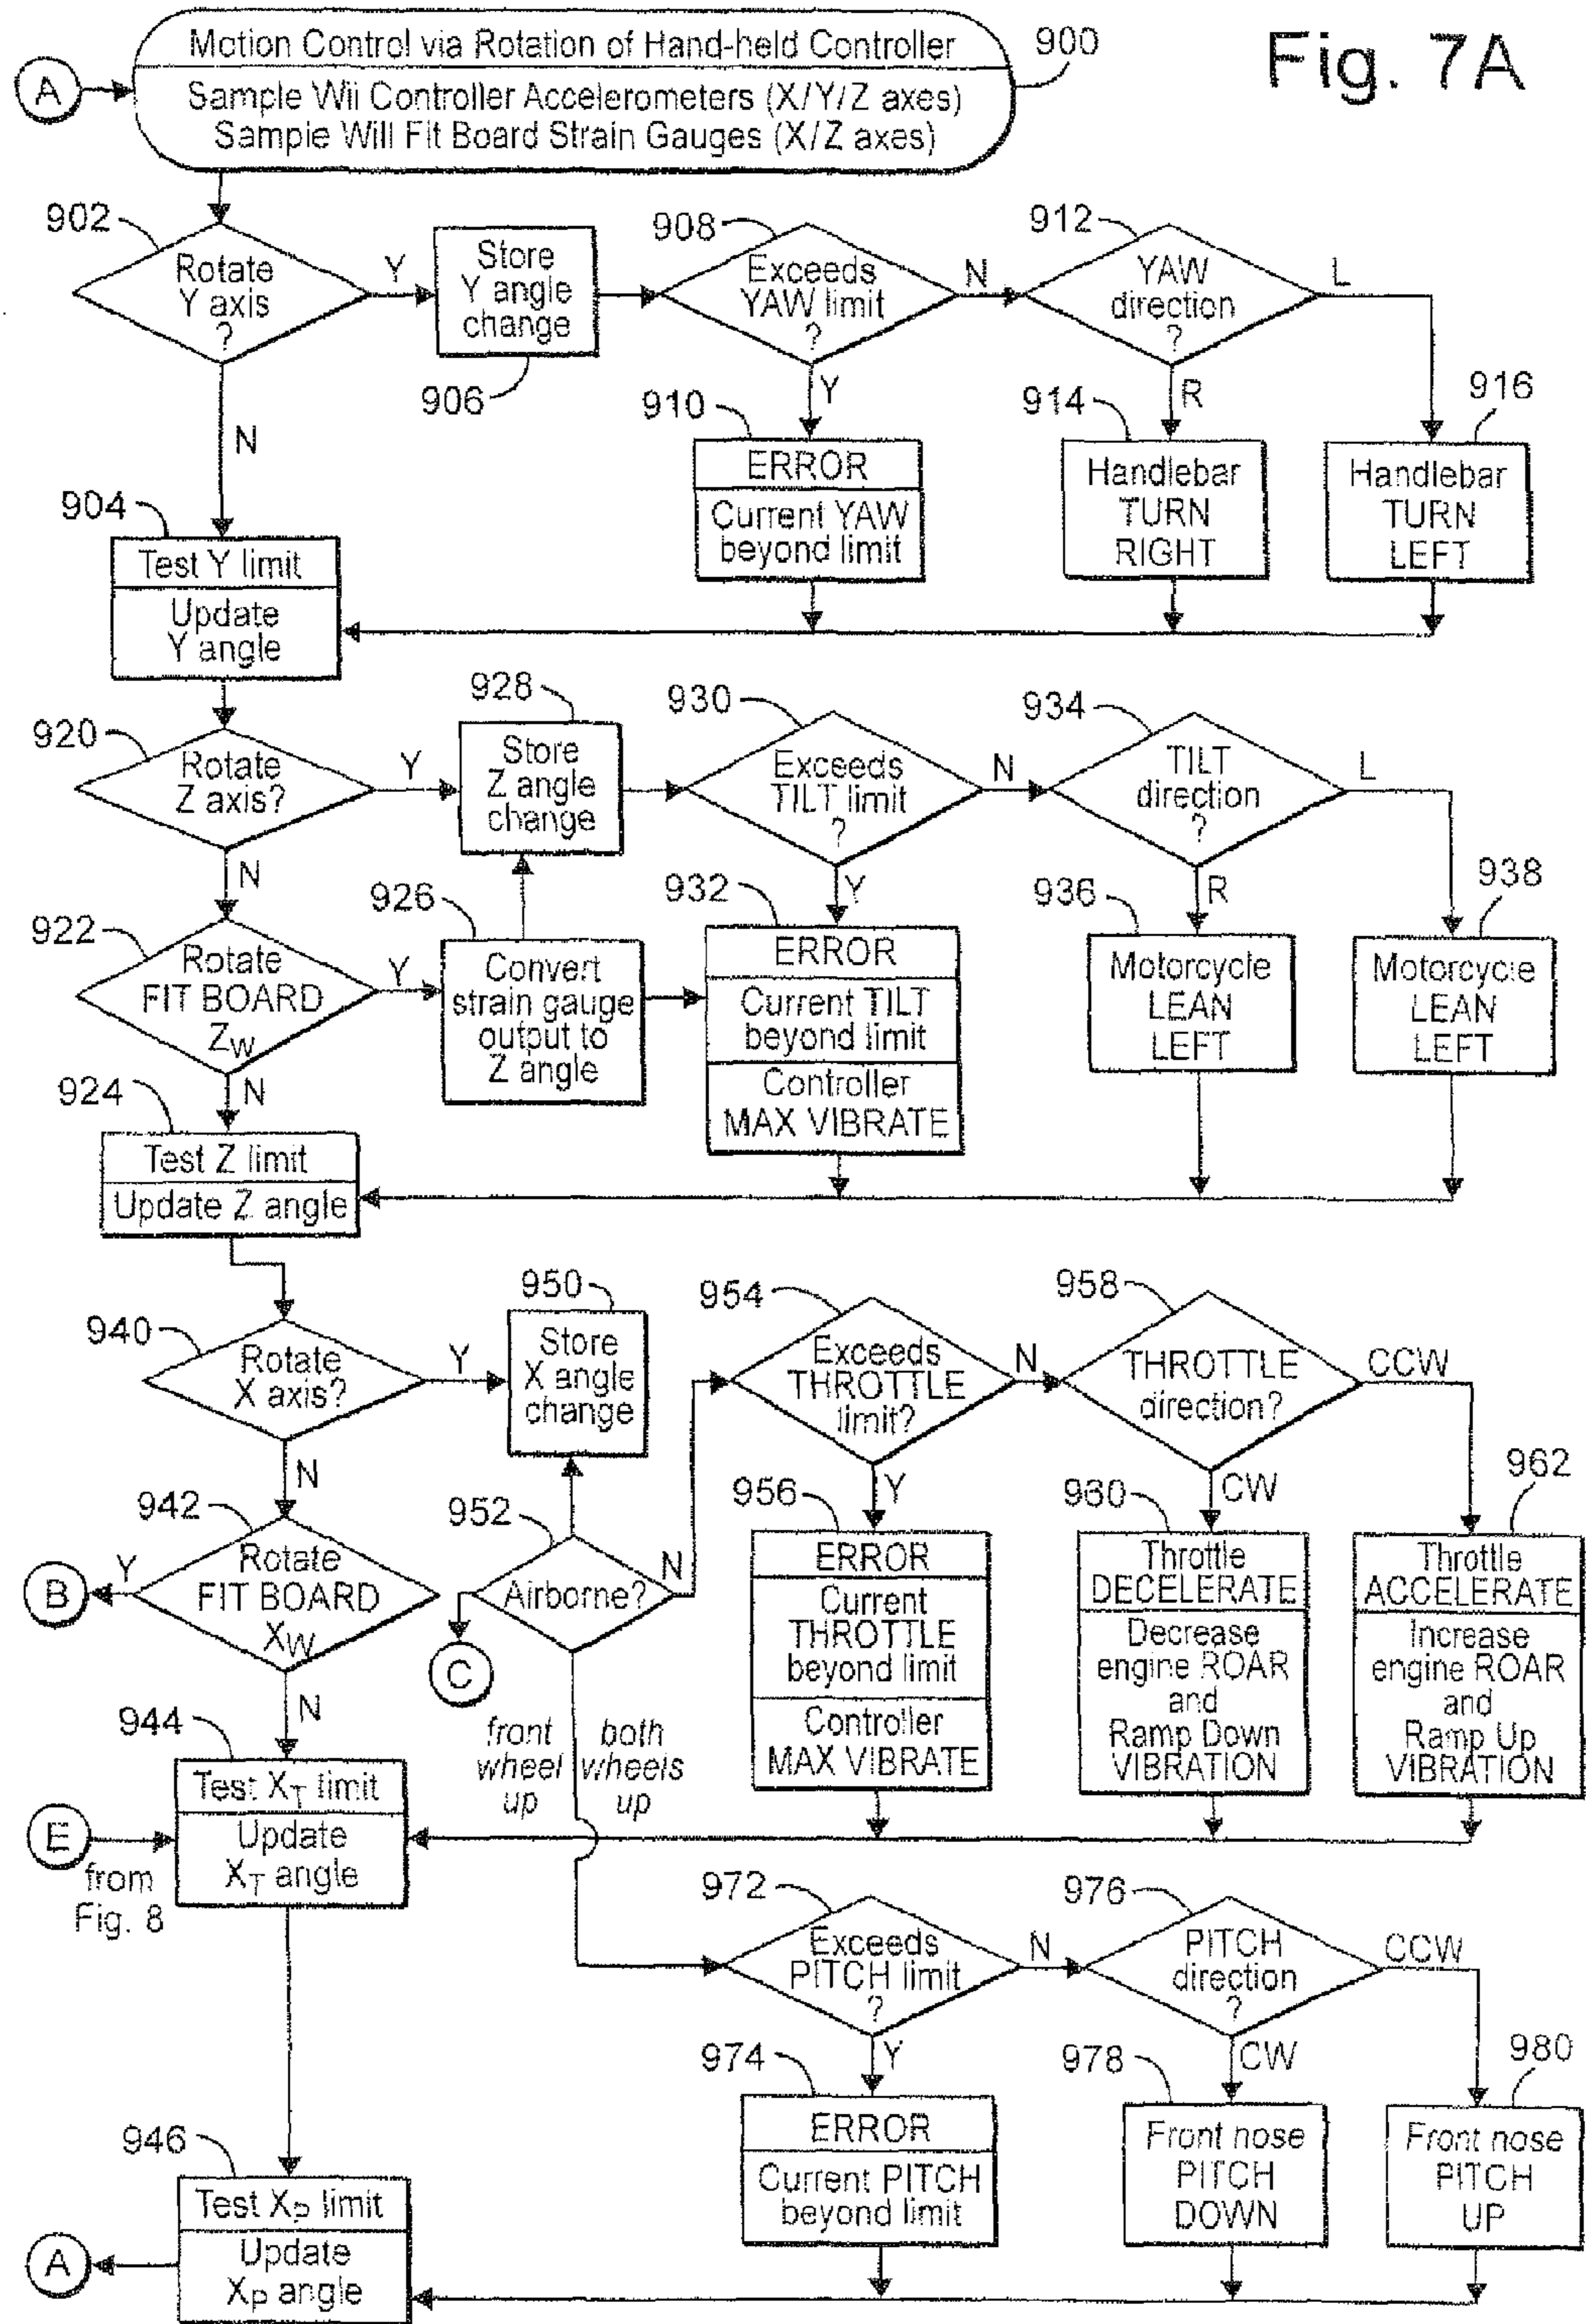 Fig. 7A
A
Motion Control via Rotation of Hand-held Controller
900
Sample Wii Controller Accelerometers (X/Y/Z axes)
Sample Will Fit Board Strain Gauges (X/Z axes)
902
Rotate
Y axis
?
Y
N
Store
Y angle
change
906
908
Exceeds
YAW limit
?
N
Y
912
YAW
direction
?
L
R
910
ERROR
Current YAW
beyond limit
914
Handlebar
TURN
RIGHT
916
Handlebar
TURN
LEFT
904
Test Y limit
Update
Y angle
920
Rotate
Z axis?
Y
N
928
Store
Z angle
change
930
Exceeds
TILT limit
?
N
Y
934
TILT
direction
?
L
R
922
Rotate
FIT BOARD
ZW
Y
N
926
Convert
strain gauge
output to
Z angle
932
ERROR
Current TILT
beyond limit
Controller
MAX VIBRATE
936
Motorcycle
LEAN
LEFT
938
Motorcycle
LEAN
LEFT
924
Test Z limit
Update Z angle
940
Rotate
X axis?
Y
N
950
Store
X angle
change
954
Exceeds
THROTTLE
limit?
N
Y
958
THROTTLE
direction?
CCW
CW
942
Rotate
FIT BOARD
XW
Y
B
N
952
Airborne?
N
C
front
wheel
up
both
wheels
up
956
ERROR
Current
THROTTLE
beyond limit
Controller
MAX VIBRATE
960
Throttle
DECELERATE
Decrease
engine ROAR
and
Ramp Down
VIBRATION
962
Throttle
ACCELERATE
Increase
engine ROAR
and
Ramp Up
VIBRATION
944
Test XT limit
Update
XT angle
E
from
Fig. 8
972
Exceeds
PITCH limit
?
N
Y
976
PITCH
direction
?
CCW
CW
974
ERROR
Current PITCH
beyond limit
978
Front nose
PITCH
DOWN
980
Front nose
PITCH
UP
946
Test XP limit
Update
XP angle
A